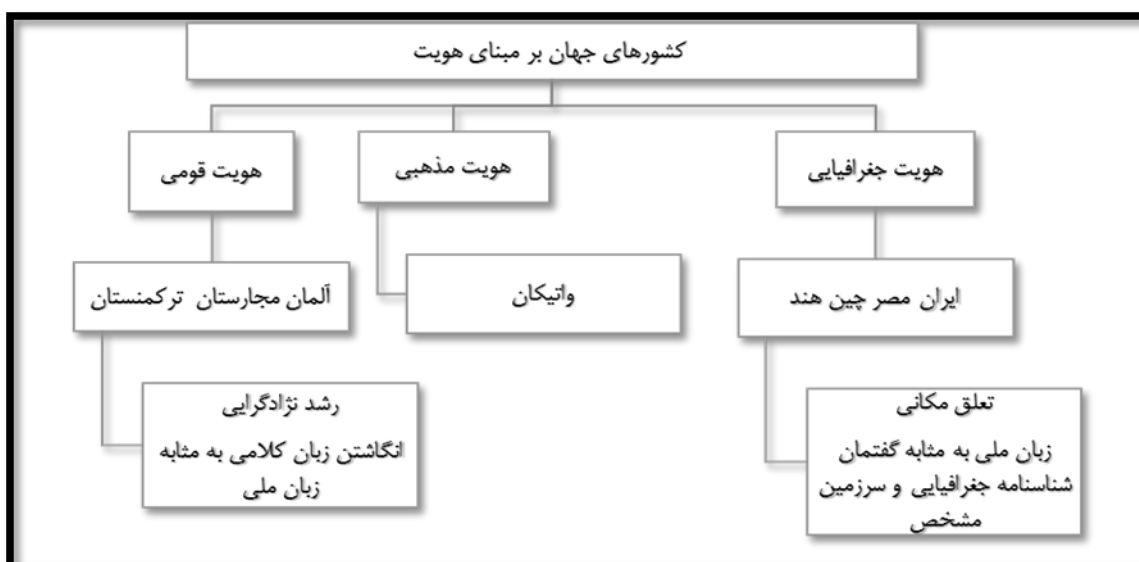 کشورهای جهان بر مبنای هویت
هویت جغرافیایی
هویت مذهبی
هویت قومی
ایران مصر چین هند
واتیکان
آلمان مجارستان ترکمنستان
تعلق مکانی
زبان ملی به مثابه گفتمان
شناسنامه جغرافیایی و سرزمین
مشخص
رشد نژادگرایی
انگاشتن زبان کلامی به مثابه
زبان ملی